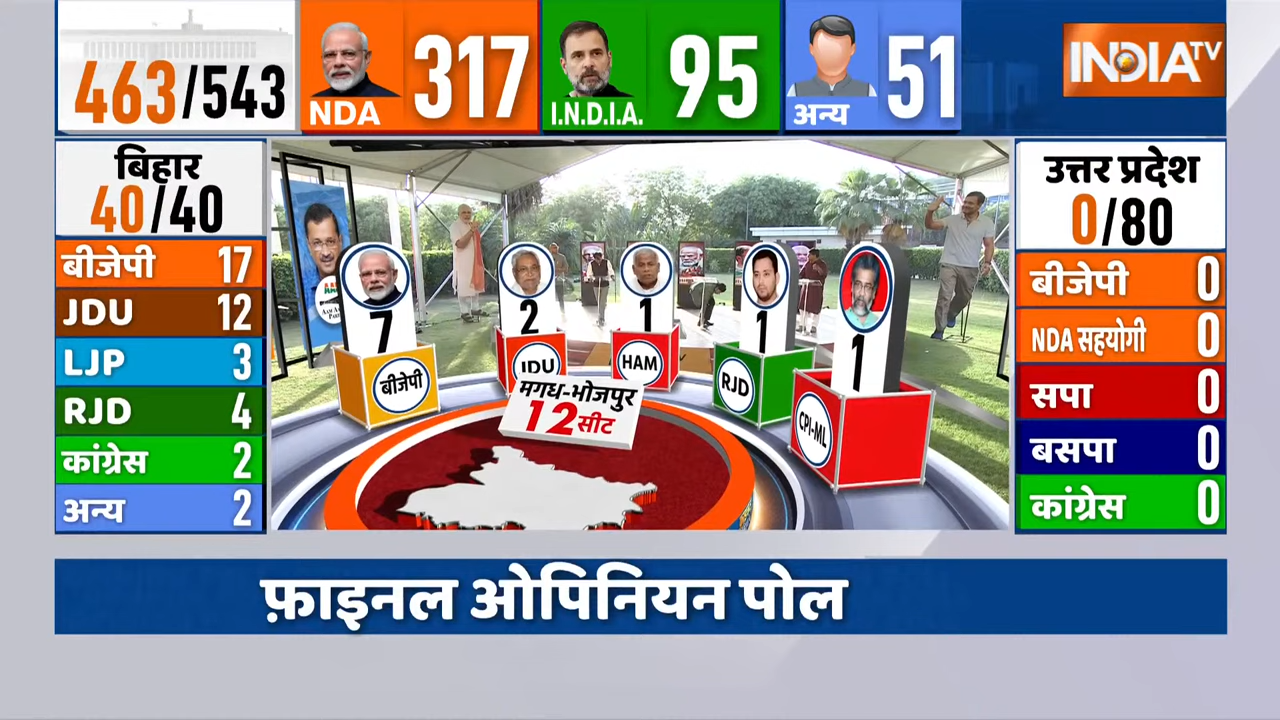 463/543
NDA 317
I.N.D.I.A. 95
अन्य 51
INDIA TV
बिहार
40/40
बीजेपी 17
JDU 12
LJP 3
RJD 4
कांग्रेस 2
अन्य 2
7
बीजेपी
2
JDU
1
HAM
1
RJD
1
CPI-ML
मगध-भोजपुर
12 सीट
उत्तर प्रदेश
0/80
बीजेपी 0
NDA सहयोगी 0
सपा 0
बसपा 0
कांग्रेस 0
फ़ाइनल ओपिनियन पोल